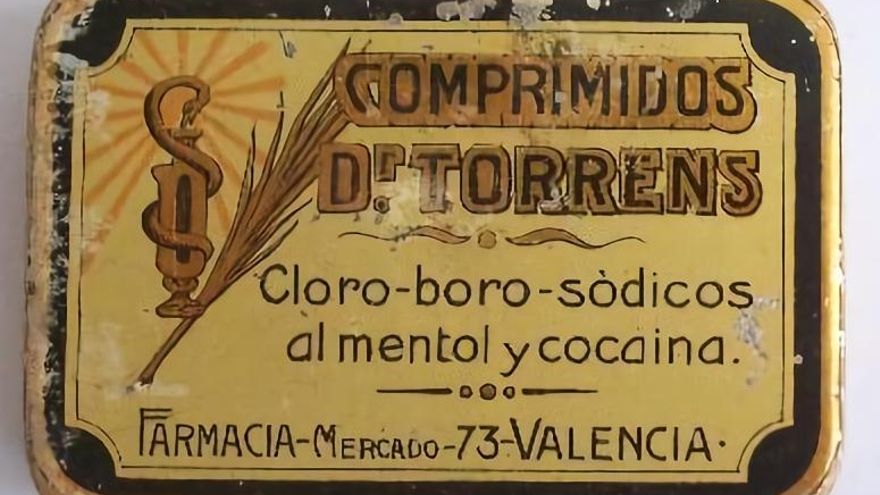 COMPRIMIDOS
Dr. TORRENS
Cloro-boro-sòdicos
al mentol y cocaina.
FARMACIA-MERCADO-73-VALENCIA.